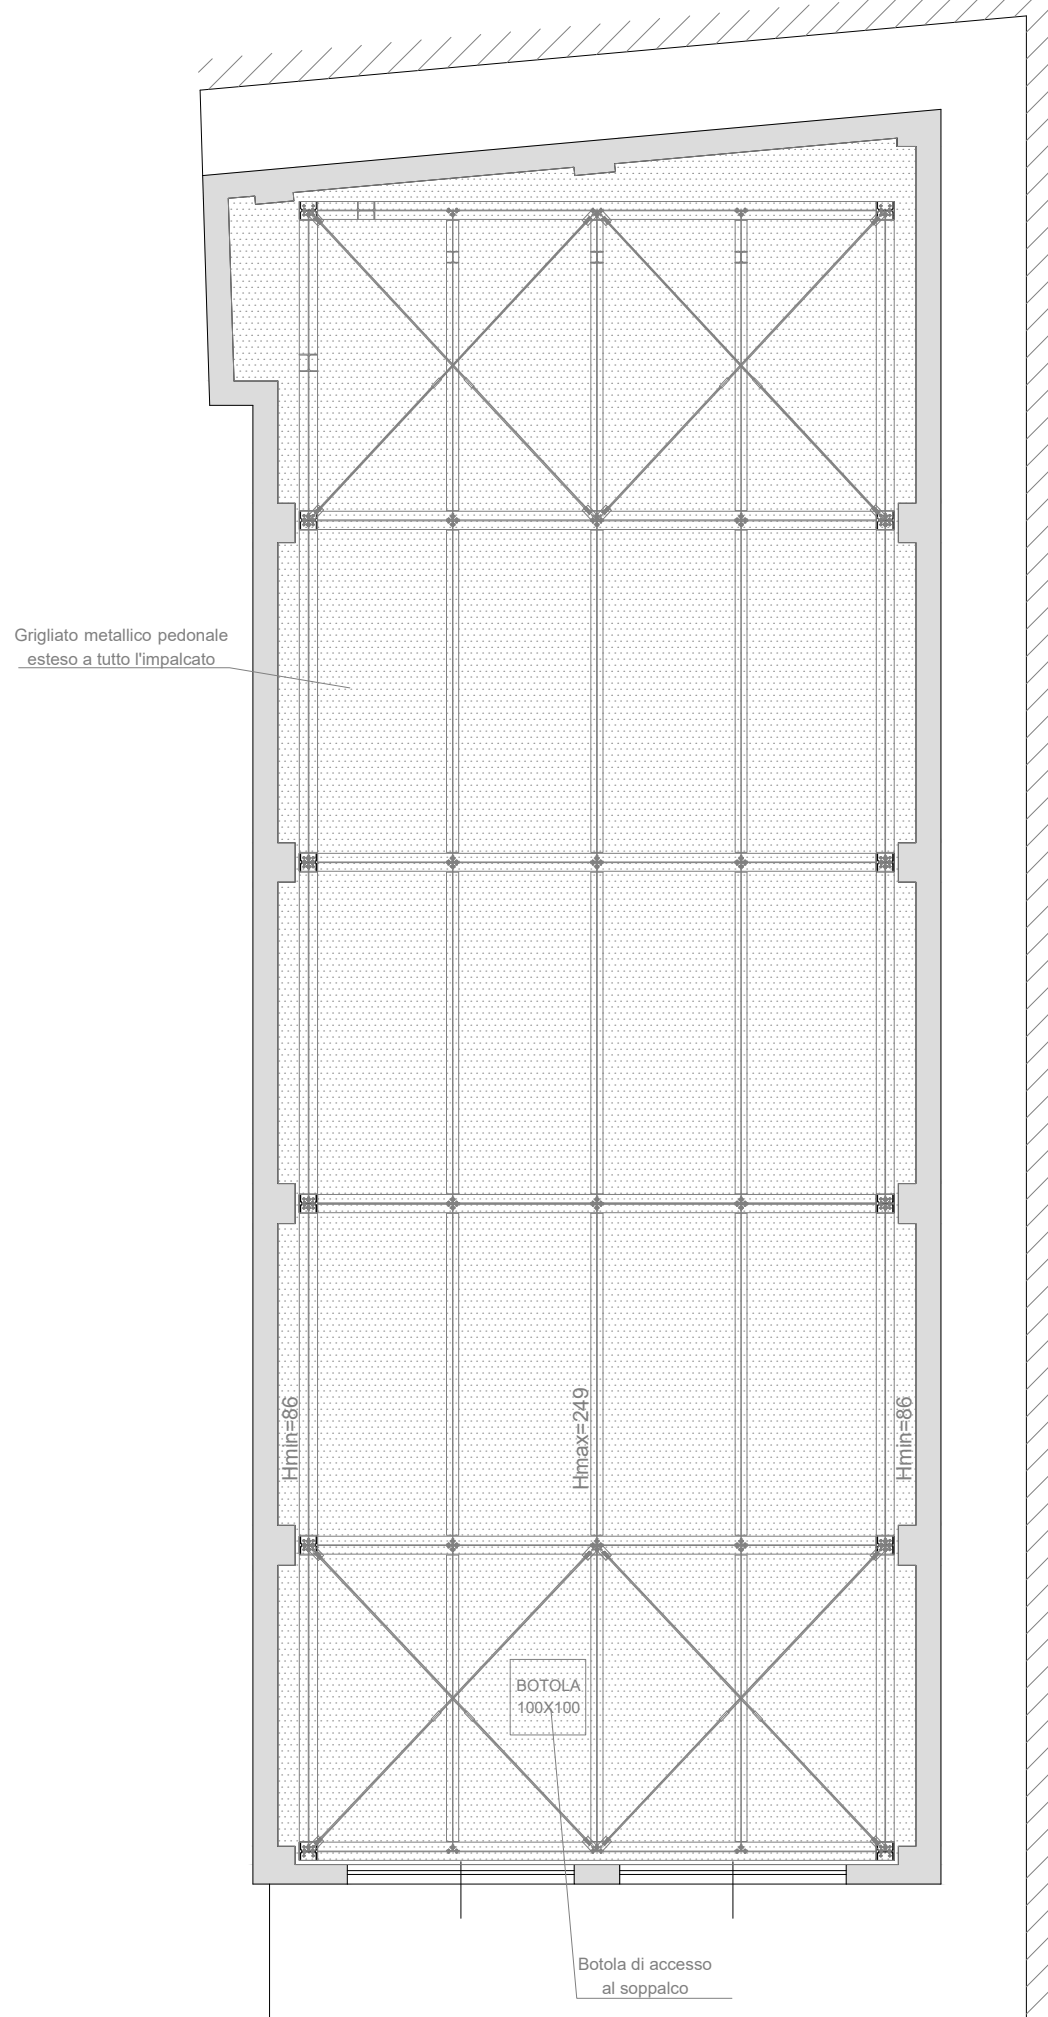 Grigliato metallico pedonale
esteso a tutto l'impalcato
Hmin=86
Hmax=249
Hmin=86
BOTOLA
100X100
Botola di accesso
al soppalco